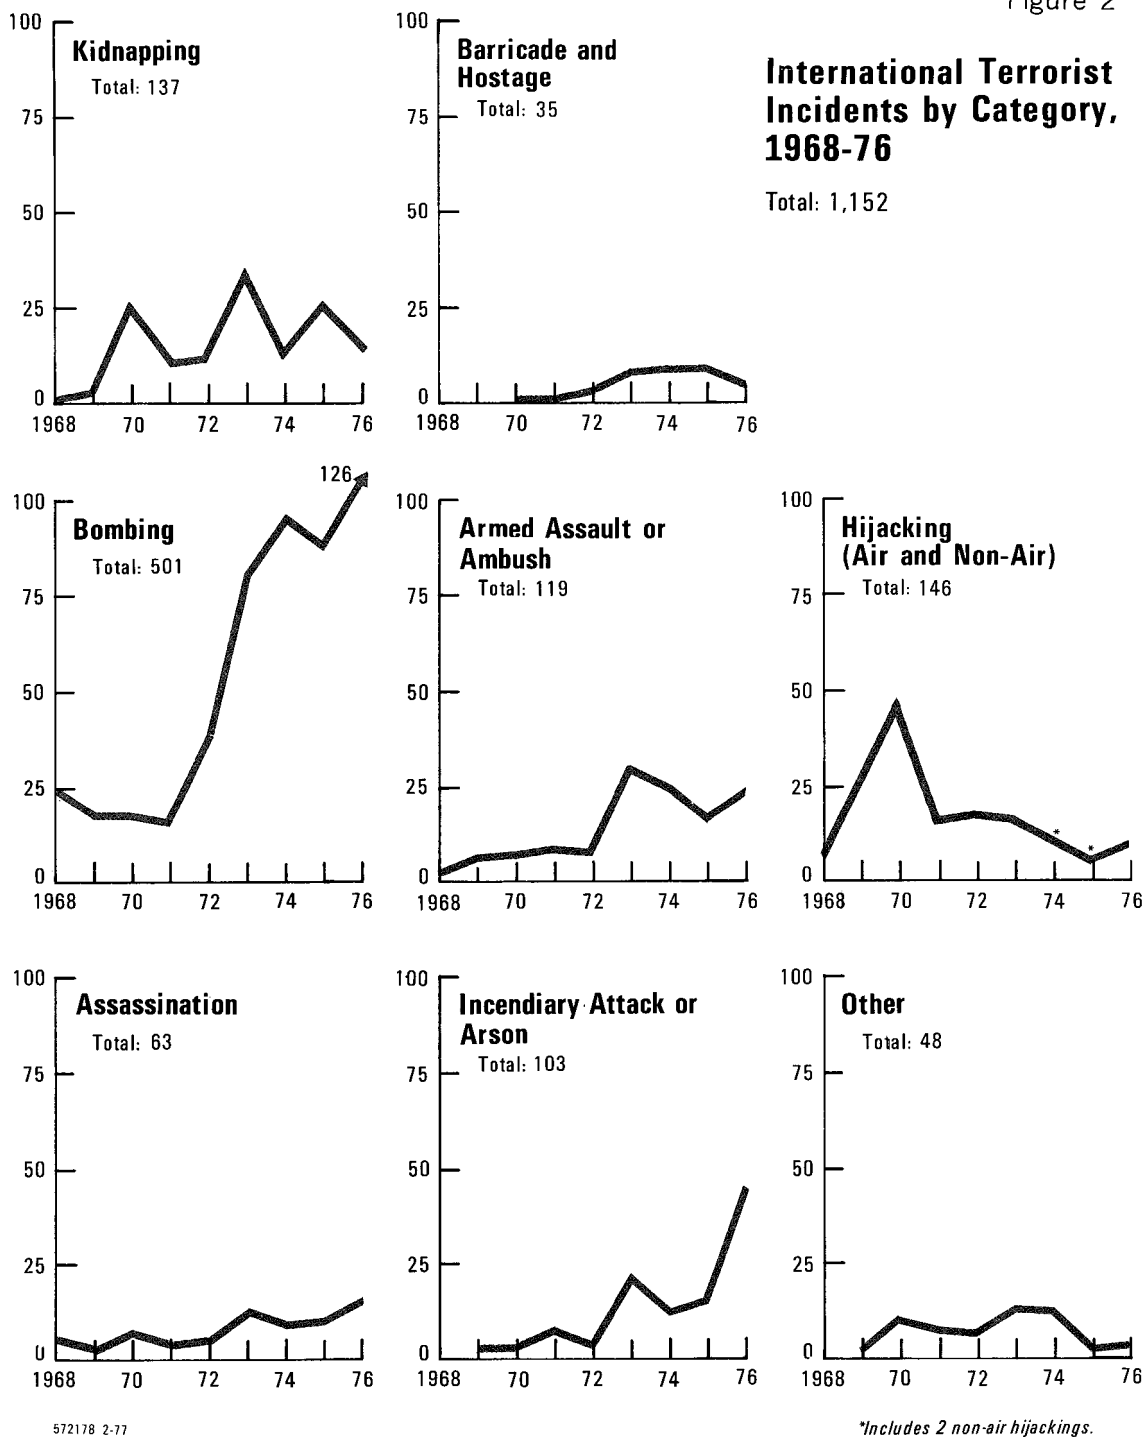 Figure 2
International Terrorist
Incidents by Category,
1968-76
Total: 1,152
Kidnapping
Total: 137
100
75
50
25
0
1968 70 72 74 76
Barricade and
Hostage
Total: 35
100
75
50
25
0
1968 70 72 74 76
Bombing
Total: 501
126
100
75
50
25
0
1968 70 72 74 76
Armed Assault or
Ambush
Total: 119
100
75
50
25
0
1968 70 72 74 76
Hijacking
(Air and Non-Air)
Total: 146
100
75
50
25
0
* *
1968 70 72 74 76
Assassination
Total: 63
100
75
50
25
0
1968 70 72 74 76
Incendiary Attack or
Arson
Total: 103
100
75
50
25
0
1968 70 72 74 76
Other
Total: 48
100
75
50
25
0
1968 70 72 74 76
572178 2-77
*Includes 2 non-air hijackings.